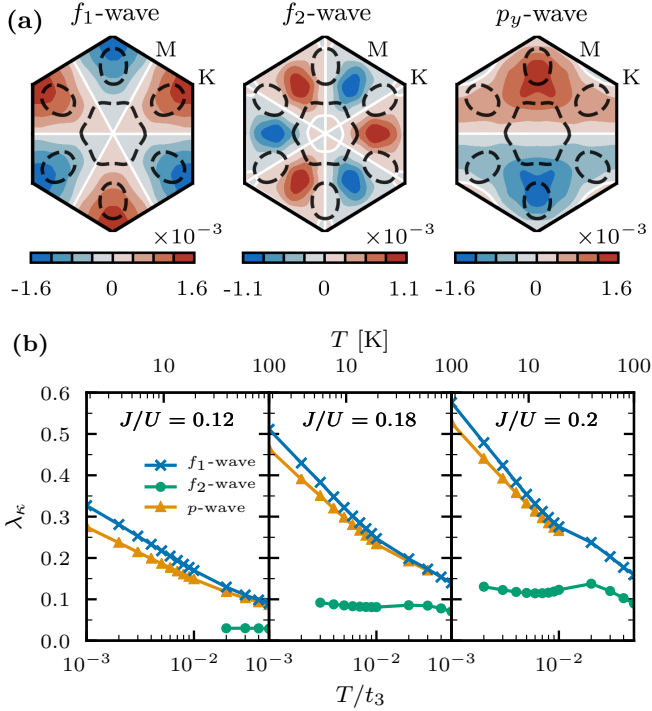 (a)
f₁-wave f₂-wave p_y-wave
M M M
K K K
×10⁻³ ×10⁻³ ×10⁻³
-1.6 0 1.6 -1.1 0 1.1 -1.6 0 1.6
(b)
T [K]
10 100 10 100 10 100
J/U = 0.12 J/U = 0.18 J/U = 0.2
f₁-wave
f₂-wave
p-wave
λ_κ
0.6
0.5
0.4
0.3
0.2
0.1
0.0
10⁻³ 10⁻² 10⁻³ 10⁻² 10⁻³ 10⁻²
T/t₃